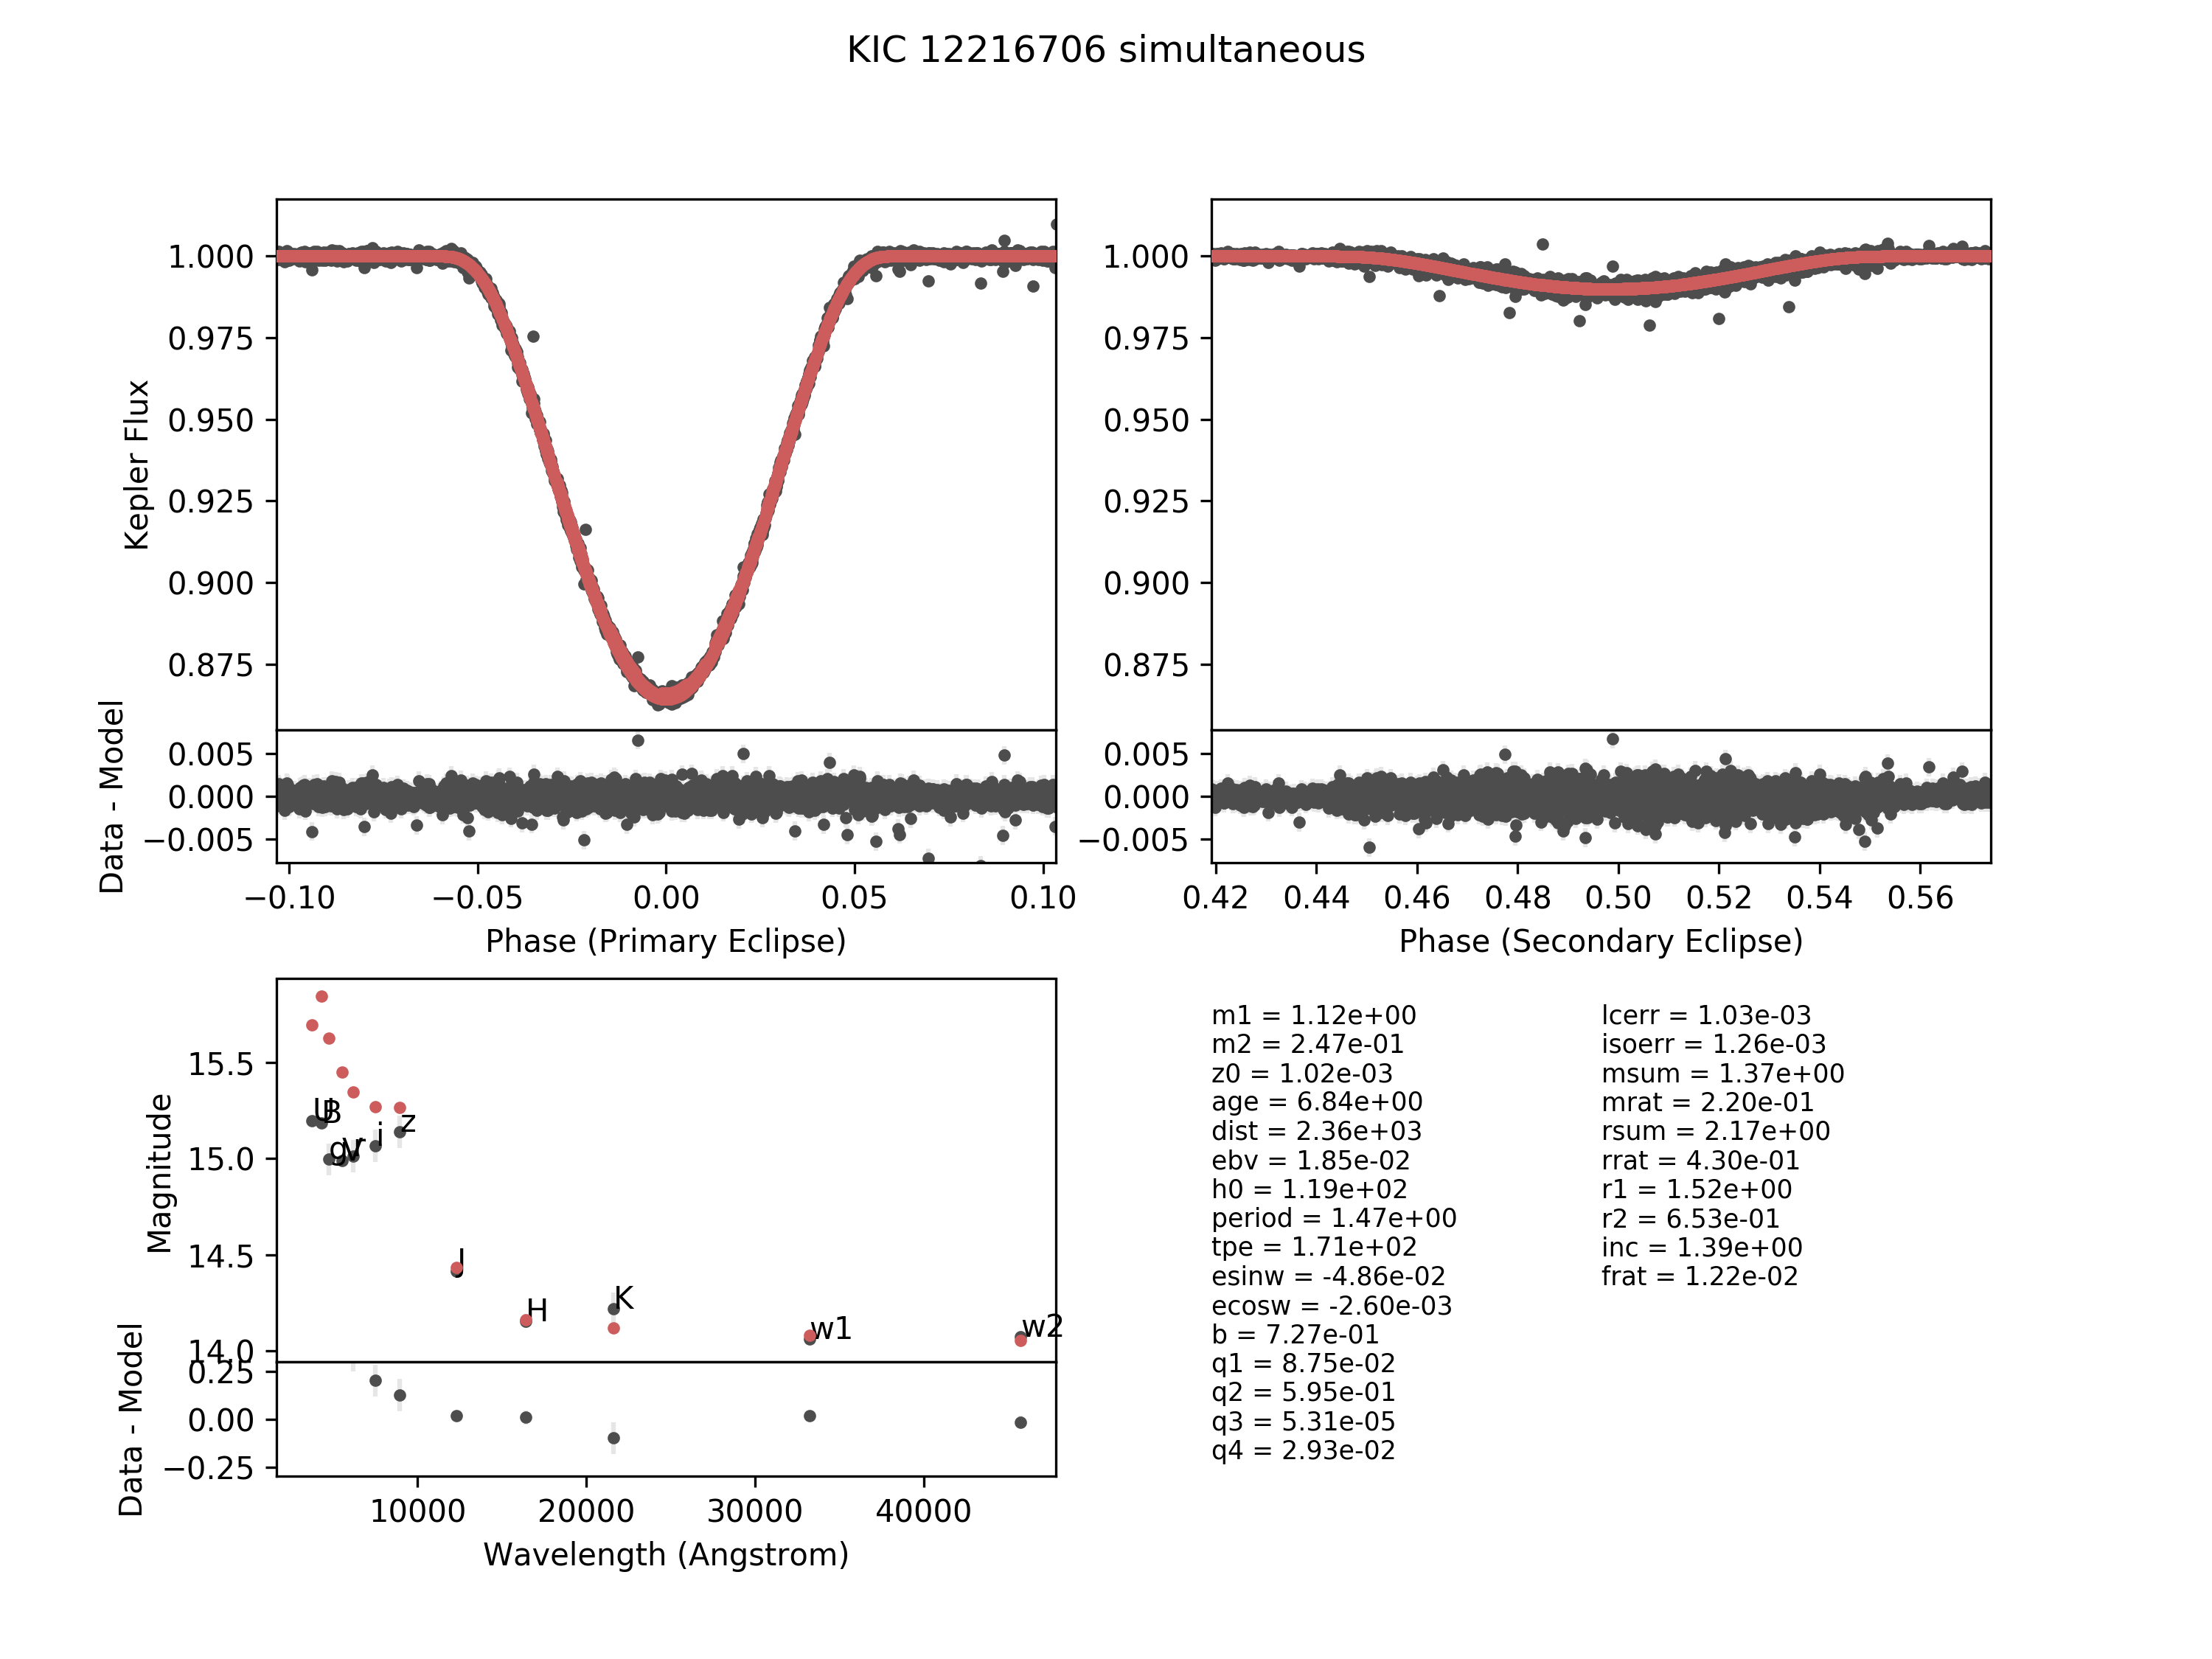 KIC 12216706 simultaneous
1.000
0.975
0.950
0.925
0.900
0.875
Kepler Flux
0.005
0.000
−0.005
Data - Model
−0.10
−0.05
0.00
0.05
0.10
Phase (Primary Eclipse)
1.000
0.975
0.950
0.925
0.900
0.875
0.005
0.000
−0.005
0.42
0.44
0.46
0.48
0.50
0.52
0.54
0.56
Phase (Secondary Eclipse)
15.5
15.0
14.5
14.0
Magnitude
U
B
g
V
r
i
z
J
H
K
w1
w2
0.25
0.00
−0.25
Data - Model
10000
20000
30000
40000
Wavelength (Angstrom)
m1 = 1.12e+00
m2 = 2.47e-01
z0 = 1.02e-03
age = 6.84e+00
dist = 2.36e+03
ebv = 1.85e-02
h0 = 1.19e+02
period = 1.47e+00
tpe = 1.71e+02
esinw = -4.86e-02
ecosw = -2.60e-03
b = 7.27e-01
q1 = 8.75e-02
q2 = 5.95e-01
q3 = 5.31e-05
q4 = 2.93e-02
lcerr = 1.03e-03
isoerr = 1.26e-03
msum = 1.37e+00
mrat = 2.20e-01
rsum = 2.17e+00
rrat = 4.30e-01
r1 = 1.52e+00
r2 = 6.53e-01
inc = 1.39e+00
frat = 1.22e-02